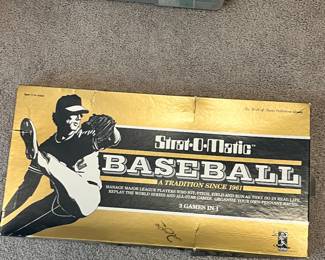 Strat-O-Matic
BASEBALL
A TRADITION SINCE 1961
MANAGE MAJOR LEAGUE PLAYERS WHO HIT, PITCH, FIELD AND RUN AS THEY DO IN REAL LIFE.
REPLAY THE WORLD SERIES AND ALL-STAR GAMES. ORGANIZE YOUR OWN PENNANT RACES.
3 GAMES IN 1